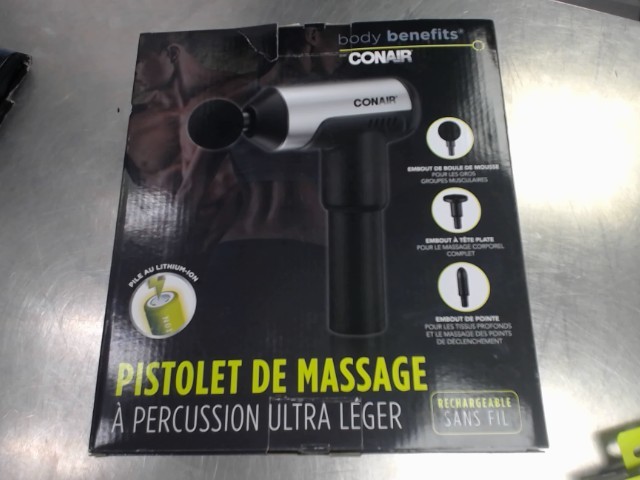 body benefits®
CONAIR
CONAIR
EMBOUT DE BOULE DE MOUSSE
POUR LES GROS
GROUPES MUSCULAIRES
EMBOUT À TÊTE PLATE
POUR LE MASSAGE CORPOREL
COMPLET
PILE AU LITHIUM-ION
EMBOUT DE POINTE
POUR LES TISSUS PROFONDS
ET LE MASSAGE DES POINTS
DE DÉCLENCHEMENT
PISTOLET DE MASSAGE
À PERCUSSION ULTRA LÉGER
RECHARGEABLE
SANS FIL